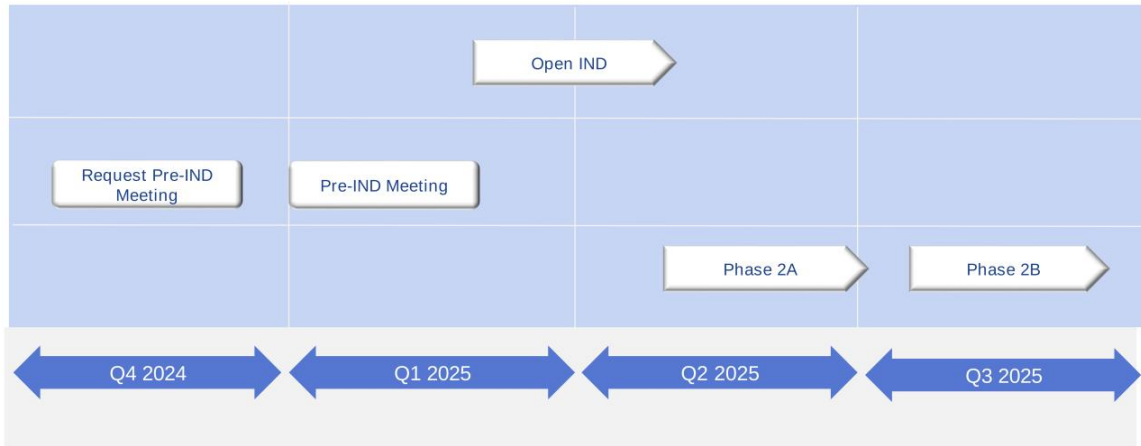 Open IND
Request Pre-IND
Meeting
Pre-IND Meeting
Phase 2A
Phase 2B
Q4 2024
Q1 2025
Q2 2025
Q3 2025